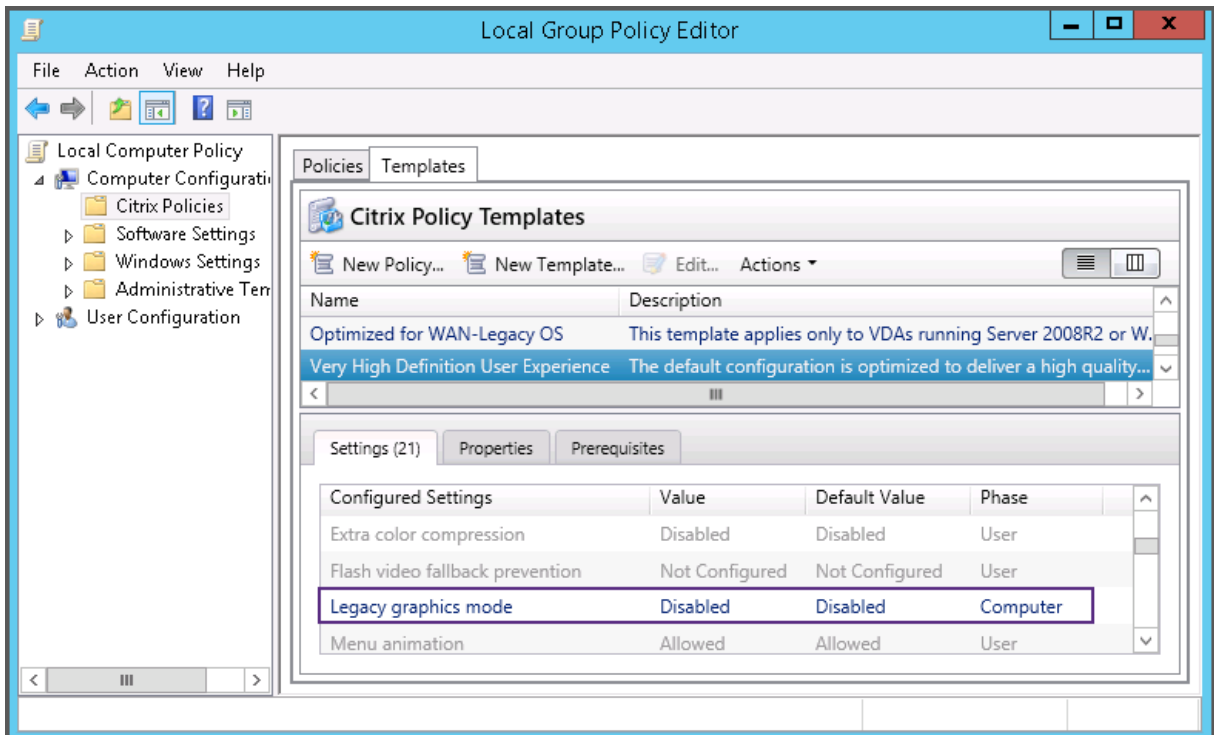 Local Group Policy Editor
File Action View Help
Local Computer Policy
Computer Configurati
Citrix Policies
Software Settings
Windows Settings
Administrative Tem
User Configuration
Policies Templates
Citrix Policy Templates
New Policy... New Template... Edit... Actions
Name Description
Optimized for WAN-Legacy OS This template applies only to VDAs running Server 2008R2 or W.
Very High Definition User Experience The default configuration is optimized to deliver a high quality...
Settings (21) Properties Prerequisites
Configured Settings Value Default Value Phase
Extra color compression Disabled Disabled User
Flash video fallback prevention Not Configured Not Configured User
Legacy graphics mode Disabled Disabled Computer
Menu animation Allowed Allowed User